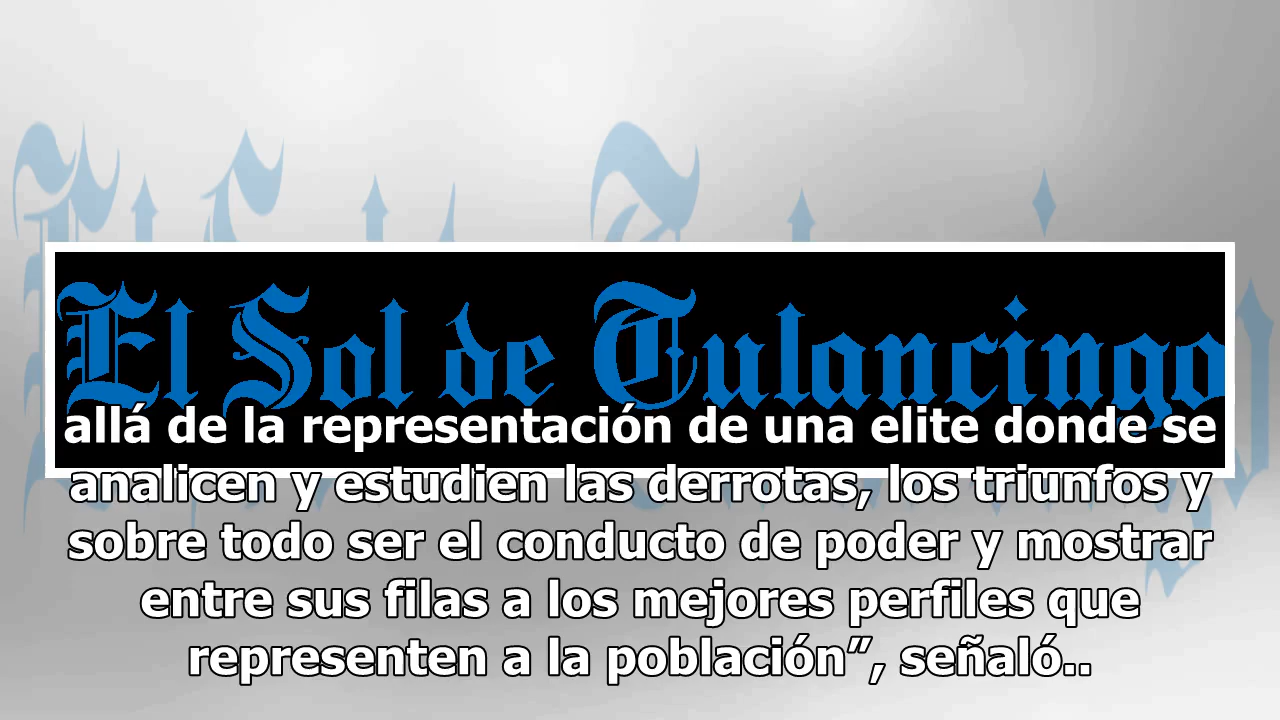 El Sol de Tulancingo
allá de la representación de una elite donde se
analicen y estudien las derrotas, los triunfos y
sobre todo ser el conducto de poder y mostrar
entre sus filas a los mejores perfiles que
representen a la población”, señaló..